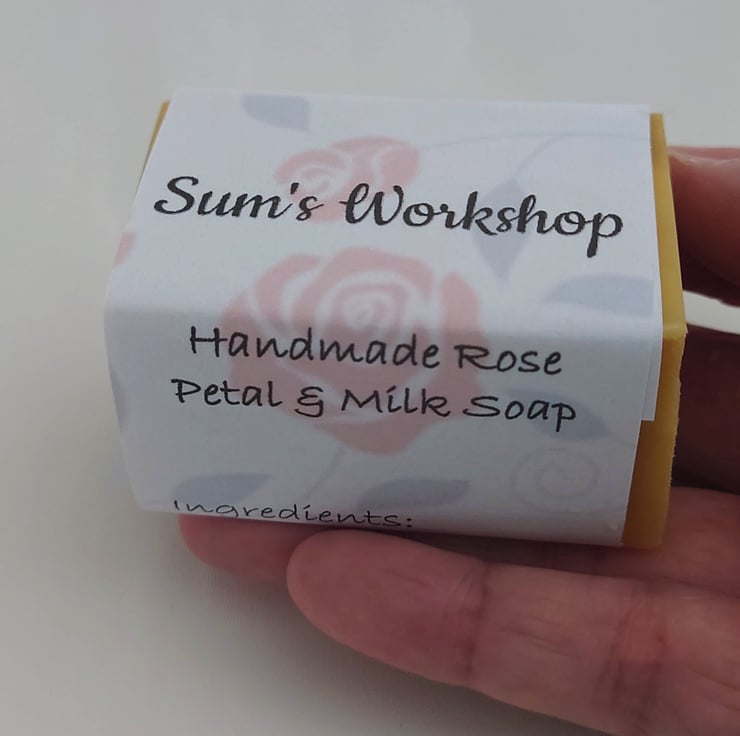 Sum's Workshop
Handmade Rose
Petal & Milk Soap
Ingredients: